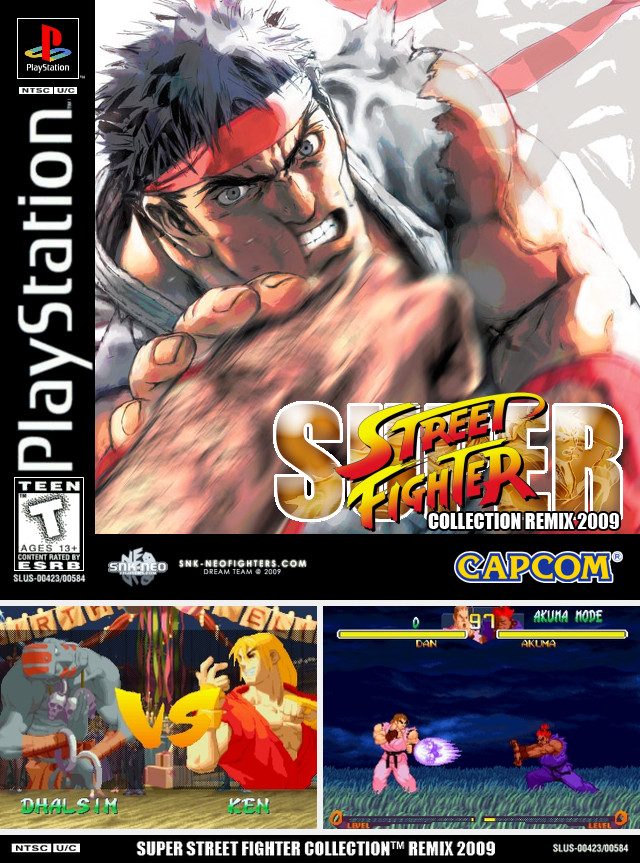 PlayStation
NTSC U/C
PlayStation
SUPER
STREET
FIGHTER
COLLECTION REMIX 2009
TEEN
T
AGES 13+
CONTENT RATED BY
ESRB
SLUS-00423/00584
NEO
SNK-NEO
SNK-NEOFIGHTERS.COM
DREAM TEAM @ 2009
CAPCOM®
VS
DHALSIM
KEN
0
97
AKUMA MODE
DAN
AKUMA
LEVEL
LEVEL
NTSC U/C
SUPER STREET FIGHTER COLLECTION™ REMIX 2009
SLUS-00423/00584